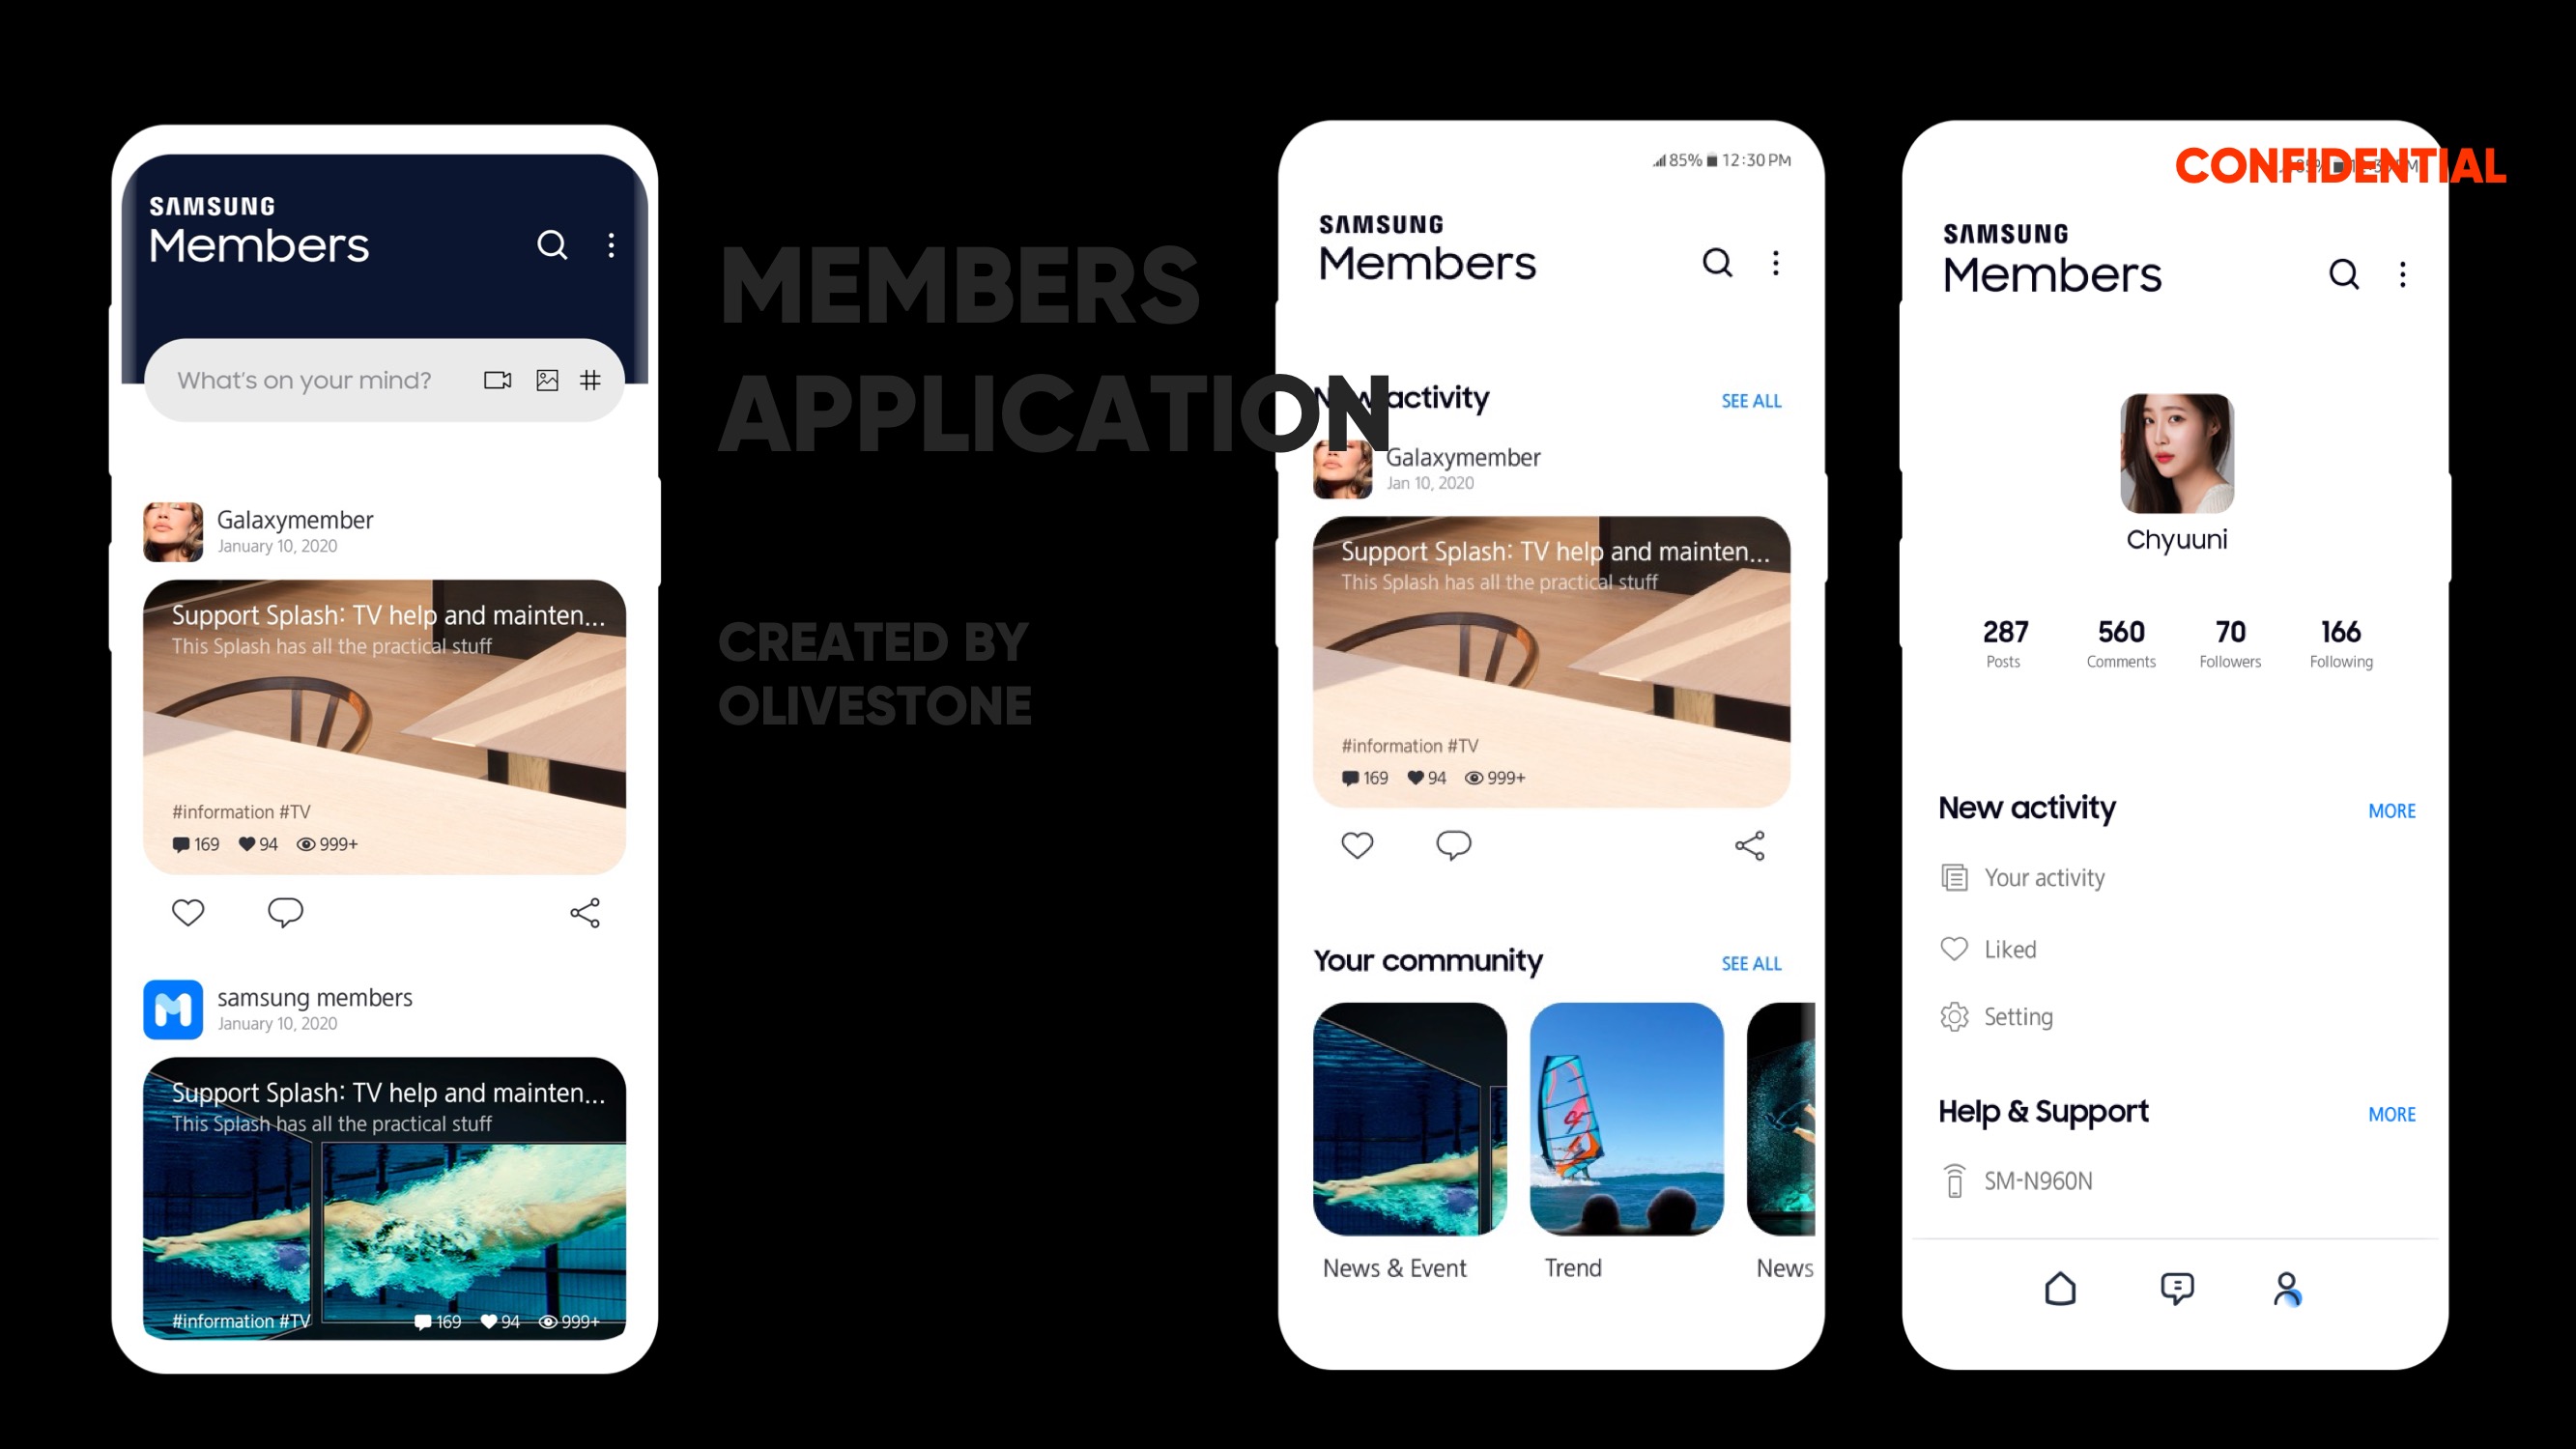 SAMSUNG
Members
What's on your mind?
Galaxymember
January 10, 2020
Support Splash: TV help and mainten...
This Splash has all the practical stuff
#information #TV
169 94 999+
samsung members
January 10, 2020
Support Splash: TV help and mainten...
This Splash has all the practical stuff
#information #TV 169 94 999+
MEMBERS
APPLICATION
CREATED BY
OLIVESTONE
85% 12:30 PM
SAMSUNG
Members
New activity SEE ALL
Galaxymember
Jan 10, 2020
Support Splash: TV help and mainten...
This Splash has all the practical stuff
#information #TV
169 94 999+
Your community SEE ALL
News & Event Trend News
CONFIDENTIAL
SAMSUNG
Members
Chyuuni
287 560 70 166
Posts Comments Followers Following
New activity MORE
Your activity
Liked
Setting
Help & Support MORE
SM-N960N